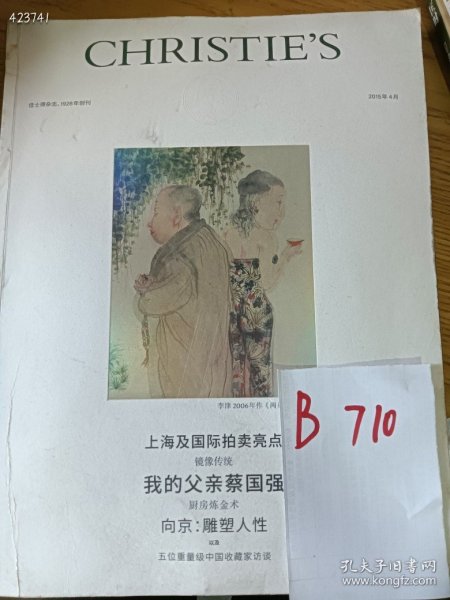 423741
CHRISTIE'S
佳士得杂志，1928年创刊
2015年4月
李津 2006年作《两
上海及国际拍卖亮点
镜像传统
我的父亲蔡国强
厨房炼金术
向京：雕塑人性
以及
五位重量级中国收藏家访谈
B 710
孔夫子旧书网
www.kongfz.com